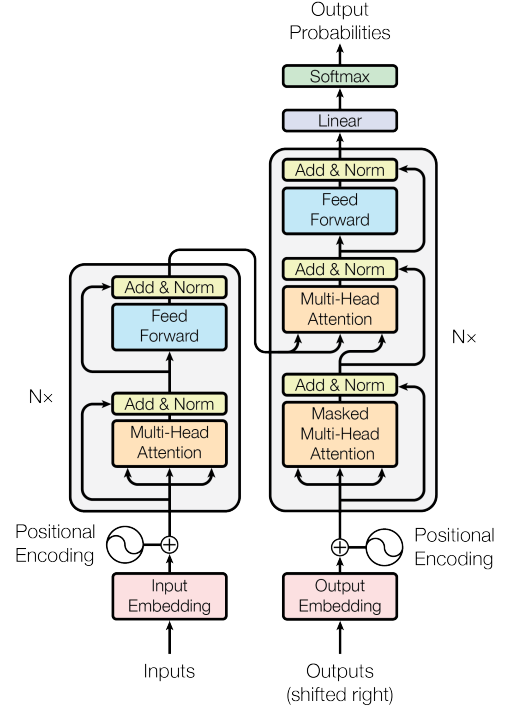 Output
Probabilities
Softmax
Linear
Add & Norm
Feed
Forward
Add & Norm
Multi-Head
Attention
Nx
Add & Norm
Masked
Multi-Head
Attention
Add & Norm
Feed
Forward
Nx
Add & Norm
Multi-Head
Attention
Positional
Encoding
Positional
Encoding
Input
Embedding
Output
Embedding
Inputs
Outputs
(shifted right)